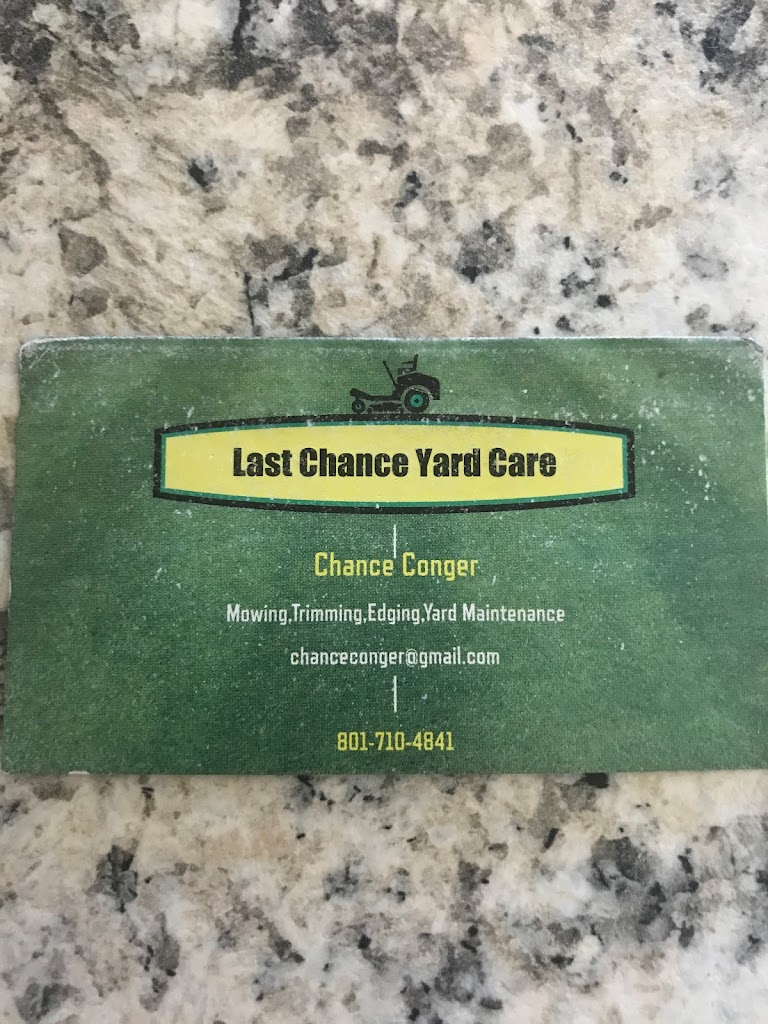 Last Chance Yard Care
Chance Conger
Mowing,Trimming,Edging,Yard Maintenance
chanceconger@gmail.com
801-710-4841